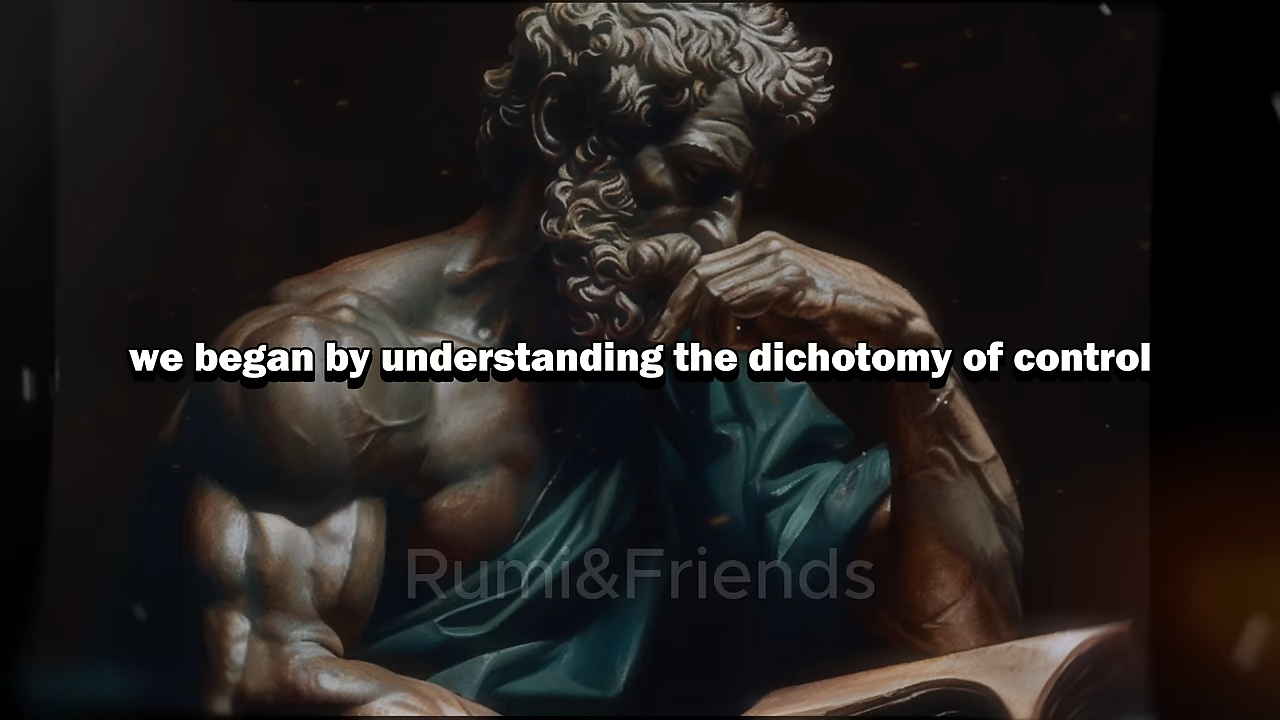 we began by understanding the dichotomy of control
Rumi&Friends